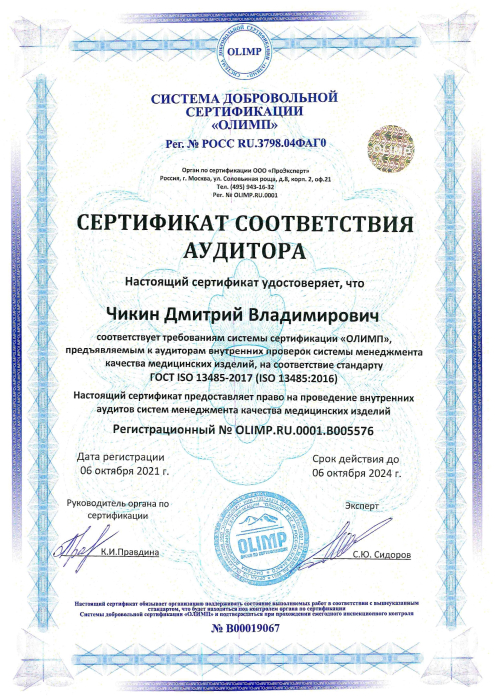 OLIMP
СИСТЕМА ДОБРОВОЛЬНОЙ
СЕРТИФИКАЦИИ
«ОЛИМП»
Рег. № РОСС RU.3798.04ФАГ0
OLIMP
Орган по сертификации ООО «ПроЭксперт»
Россия, г. Москва, ул. Соловьиная роща, д.8, корп. 2, оф.21
Тел. (495) 943-16-32
Рег. № OLIMP.RU.0001
СЕРТИФИКАТ СООТВЕТСТВИЯ
АУДИТОРА
Настоящий сертификат удостоверяет, что
Чикин Дмитрий Владимирович
соответствует требованиям системы сертификации «ОЛИМП»,
предъявляемым к аудиторам внутренних проверок системы менеджмента
качества медицинских изделий, на соответствие стандарту
ГОСТ ISO 13485-2017 (ISO 13485:2016)
Настоящий сертификат предоставляет право на проведение внутренних
аудитов систем менеджмента качества медицинских изделий
Регистрационный № OLIMP.RU.0001.В005576
Дата регистрации
06 октября 2021 г.
Срок действия до
06 октября 2024 г.
Руководитель органа по
сертификации
К.И.Правдина
Эксперт
С.Ю. Сидоров
OLIMP
Настоящий сертификат обязывает организацию поддерживать состояние выполняемых работ в соответствии с вышеуказанным
стандартом, что будет находиться под контролем органа по сертификации
Системы добровольной сертификации «ОЛИМП» и подтверждаться при прохождении ежегодного инспекционного контроля
№ В00019067